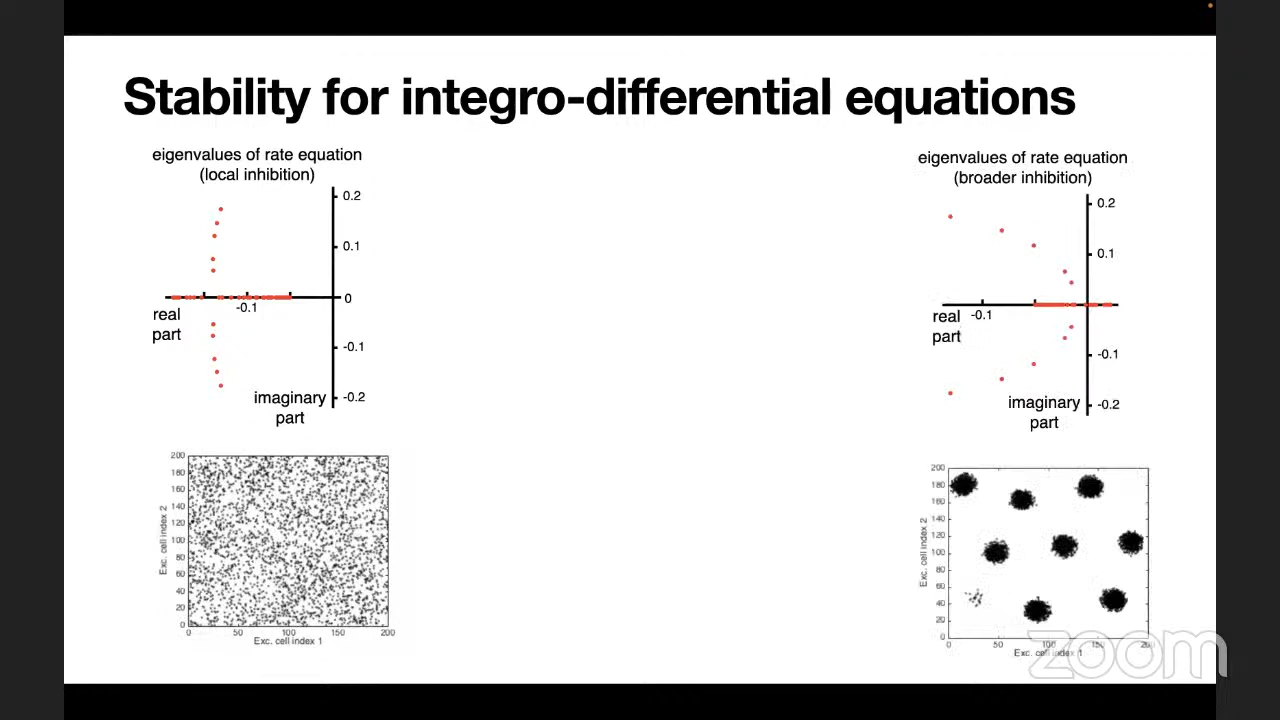 Stability for integro-differential equations
eigenvalues of rate equation
(local inhibition)
0.2
0.1
0
-0.1
-0.1
-0.2
real
part
imaginary
part
200
180
160
140
120
100
80
60
40
20
0
Exc. cell index 2
0 50 100 150 200
Exc. cell index 1
eigenvalues of rate equation
(broader inhibition)
0.2
0.1
-0.1
-0.1
-0.2
real
part
imaginary
part
200
180
160
140
120
100
80
60
40
20
0
Exc. cell index 2
0 50 100 150 200
Exc. cell index 1
zoom